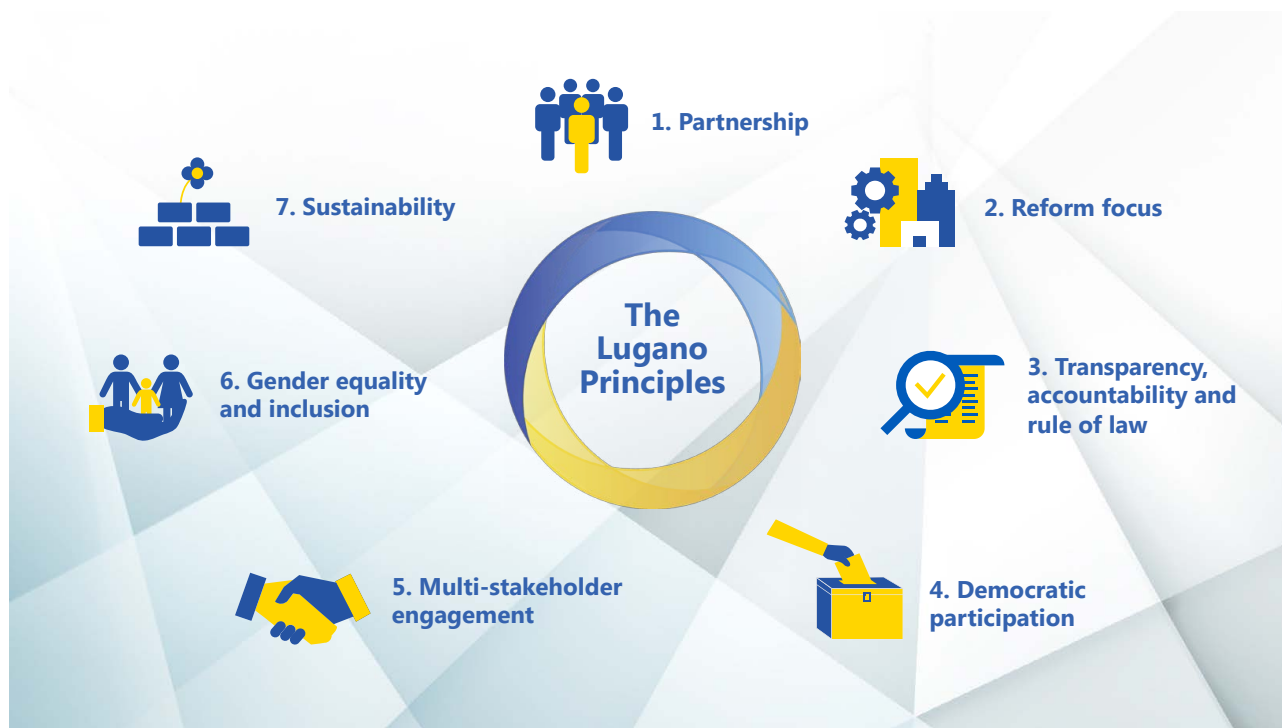 The
Lugano
Principles
1. Partnership
2. Reform focus
3. Transparency,
accountability and
rule of law
4. Democratic
participation
5. Multi-stakeholder
engagement
6. Gender equality
and inclusion
7. Sustainability